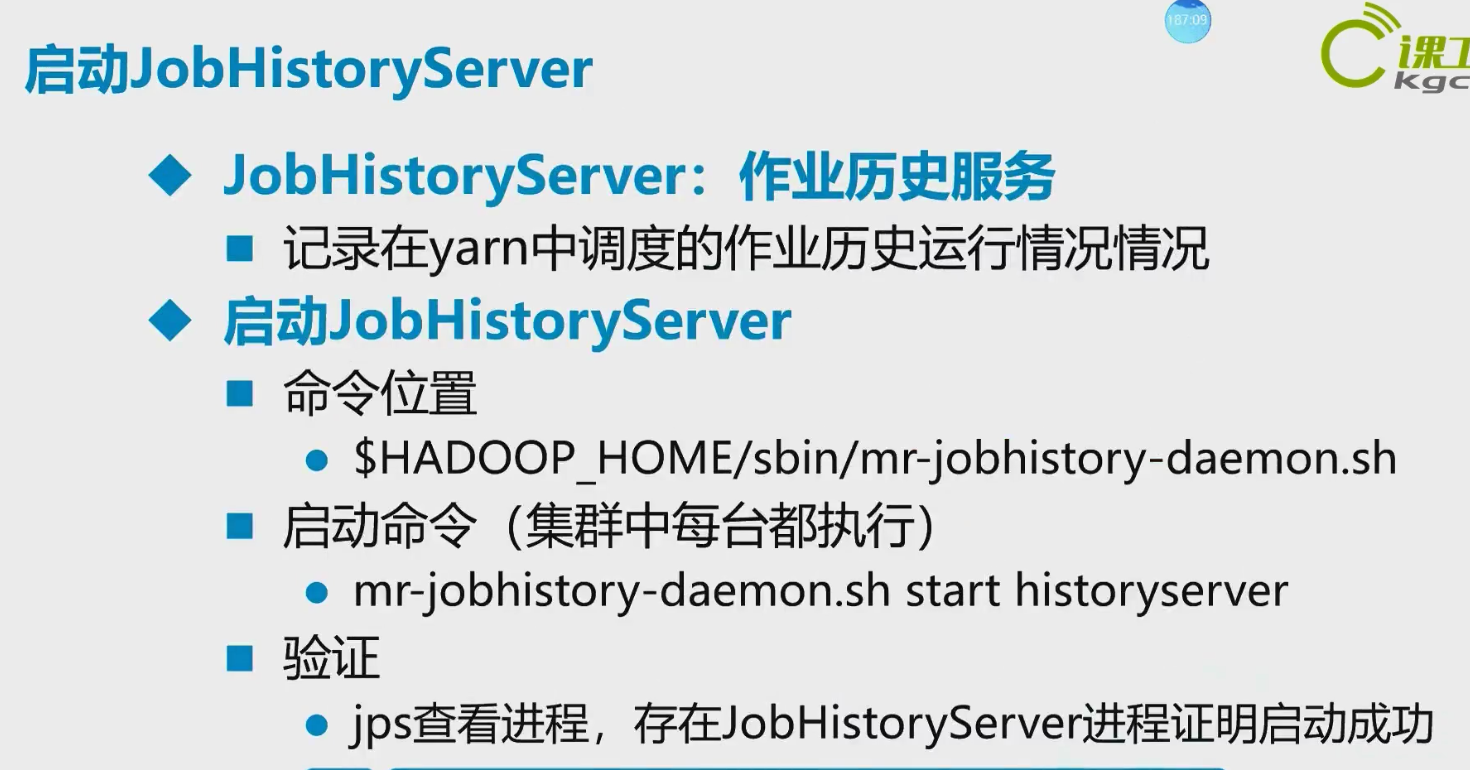 187:09
启动JobHistoryServer
课工
kgc
JobHistoryServer：作业历史服务
记录在yarn中调度的作业历史运行情况情况
启动JobHistoryServer
命令位置
$HADOOP_HOME/sbin/mr-jobhistory-daemon.sh
启动命令（集群中每台都执行）
mr-jobhistory-daemon.sh start historyserver
验证
jps查看进程，存在JobHistoryServer进程证明启动成功